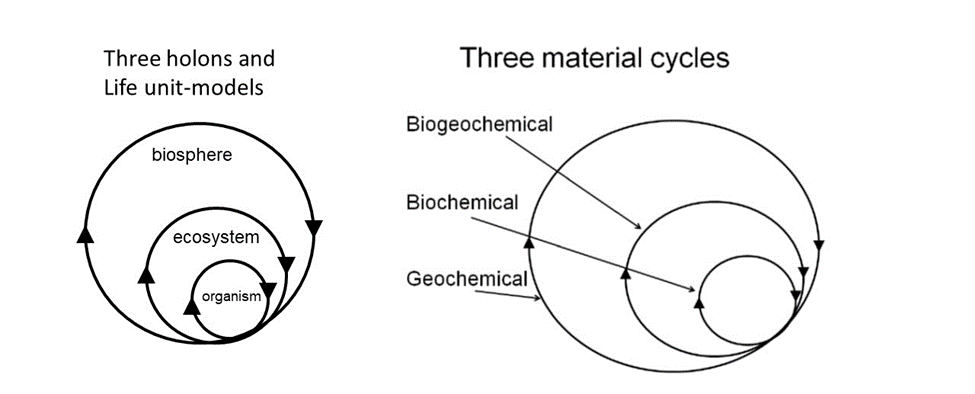 Three holons and
Life unit-models
biosphere
ecosystem
organism
Three material cycles
Biogeochemical
Biochemical
Geochemical